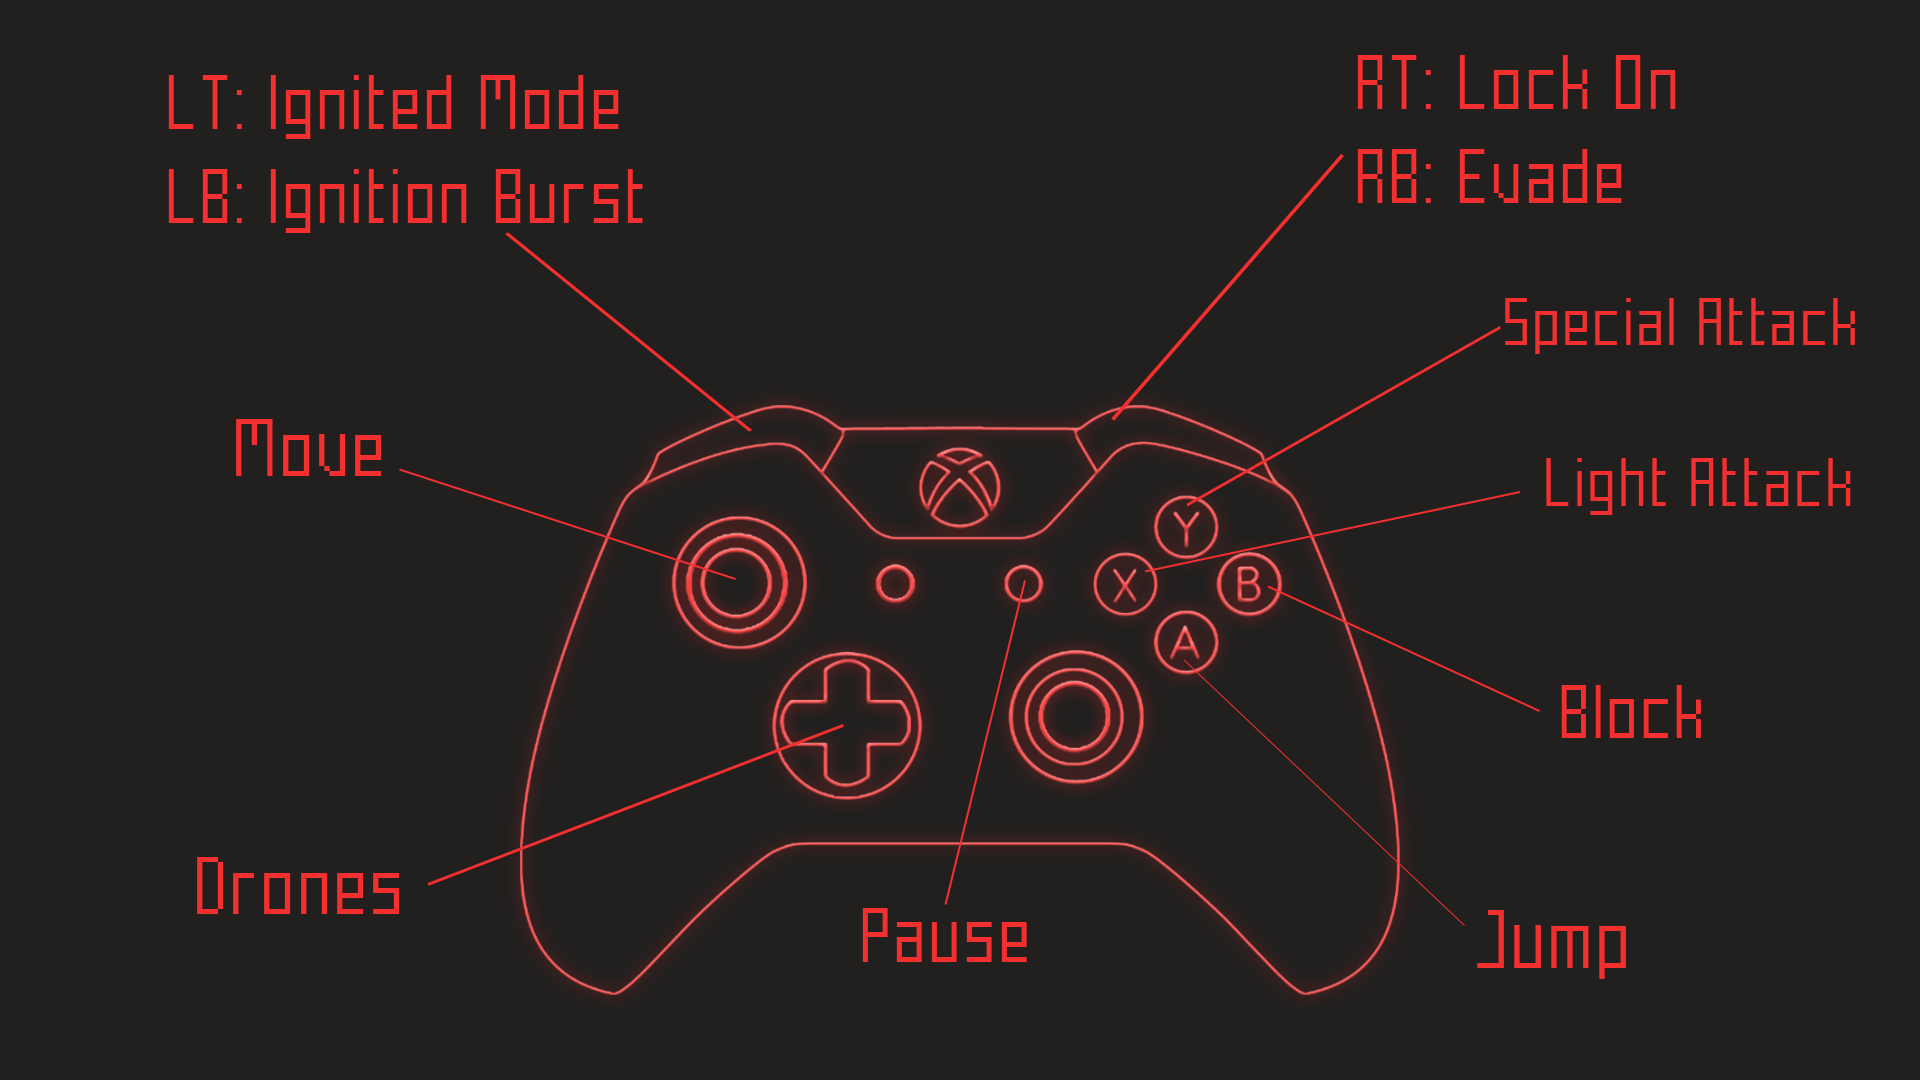 LT: Ignited Mode
LB: Ignition Burst
RT: Lock On
RB: Evade
Special Attack
Move
Light Attack
Y
X
B
A
Block
Drones
Pause
Jump